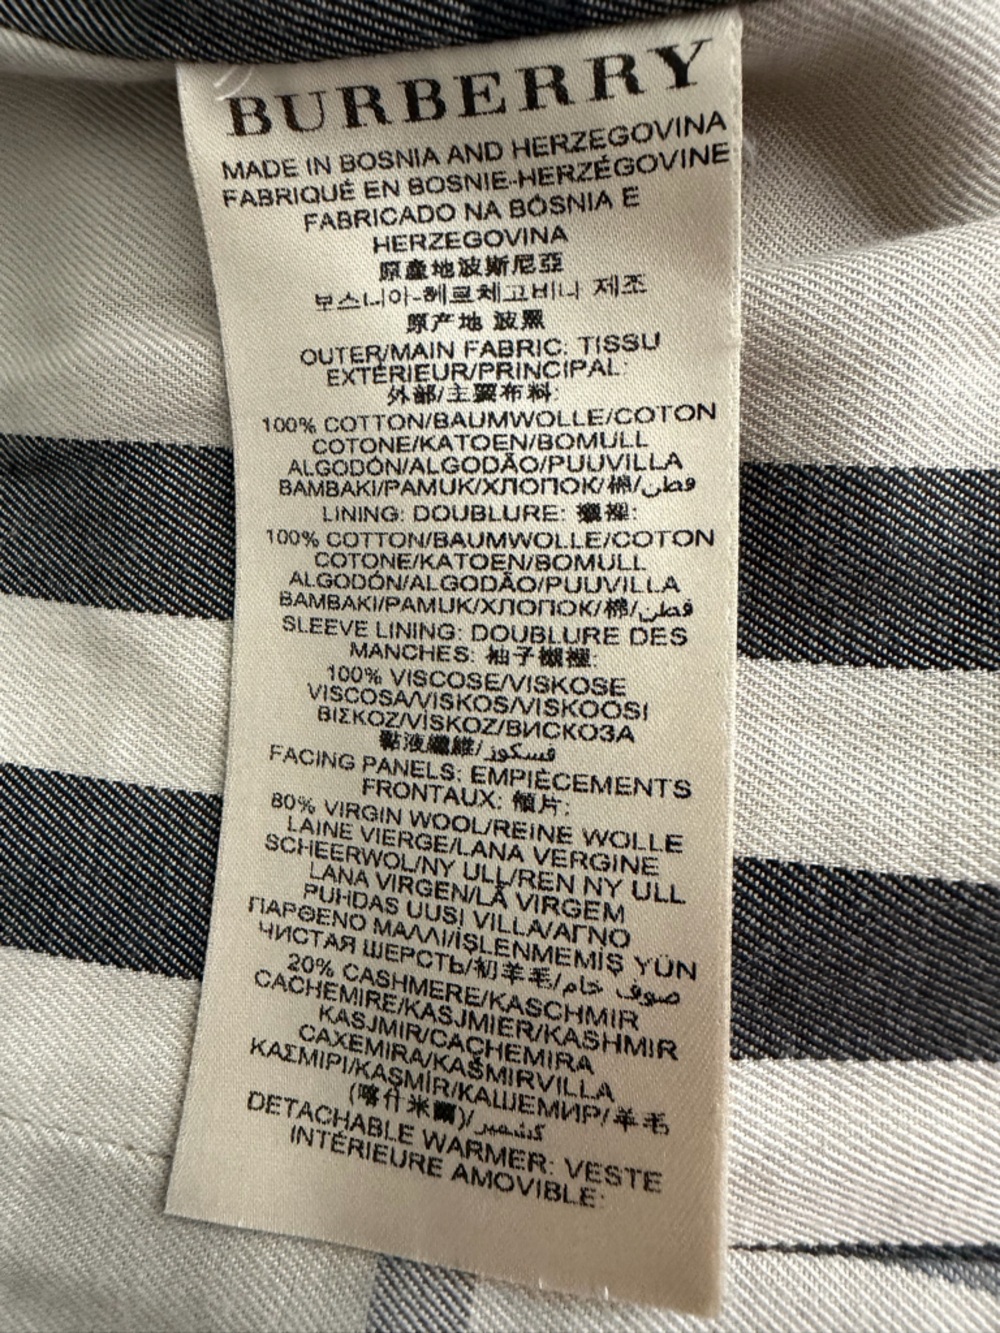 BURBERRY
MADE IN BOSNIA AND HERZEGOVINA
FABRIQUÉ EN BOSNIE-HERZÉGOVINE
FABRICADO NA BÓSNIA E
HERZEGOVINA
原產地波斯尼亞
보스니아-헤르체고비나 제조
原产地 波黑
OUTER/MAIN FABRIC: TISSU
EXTÉRIEUR/PRINCIPAL:
外部/主要布料:
100% COTTON/BAUMWOLLE/COTON
COTONE/KATOEN/BOMULL
ALGODÓN/ALGODÃO/PUUVILLA
BAMBAKI/PAMUK/ХЛОПОК/棉/قطن
LINING: DOUBLURE: 襯裡:
100% COTTON/BAUMWOLLE/COTON
COTONE/KATOEN/BOMULL
ALGODÓN/ALGODÃO/PUUVILLA
BAMBAKI/PAMUK/ХЛОПОК/棉/قطن
SLEEVE LINING: DOUBLURE DES
MANCHES: 袖子襯裡:
100% VISCOSE/VISKOSE
VISCOSA/VISKOS/VISKOOSI
ΒΙΣΚΟΖ/VİSKOZ/ВИСКОЗА
黏液纖維/فسكوز
FACING PANELS: EMPIÈCEMENTS
FRONTAUX: 幅片:
80% VIRGIN WOOL/REINE WOLLE
LAINE VIERGE/LANA VERGINE
SCHEERWOL/NY ULL/REN NY ULL
LANA VIRGEN/LÃ VIRGEM
PUHDAS UUSI VILLA/ΑΓΝΟ
ΠΑΡΘΕΝΟ ΜΑΛΛΙ/İŞLENMEMİŞ YÜN
ЧИСТАЯ ШЕРСТЬ/初羊毛/صوف خام
20% CASHMERE/KASCHMIR
CACHEMIRE/KASJMIER/KASHMIR
KASJMIR/CACHEMIRA
CAXEMIRA/KAŠMIRVILLA
ΚΑΣΜΙΡΙ/KAŞMİR/КАШЕМИР/羊毛
(喀什米爾)/كشمير
DETACHABLE WARMER: VESTE
INTÉRIEURE AMOVIBLE: